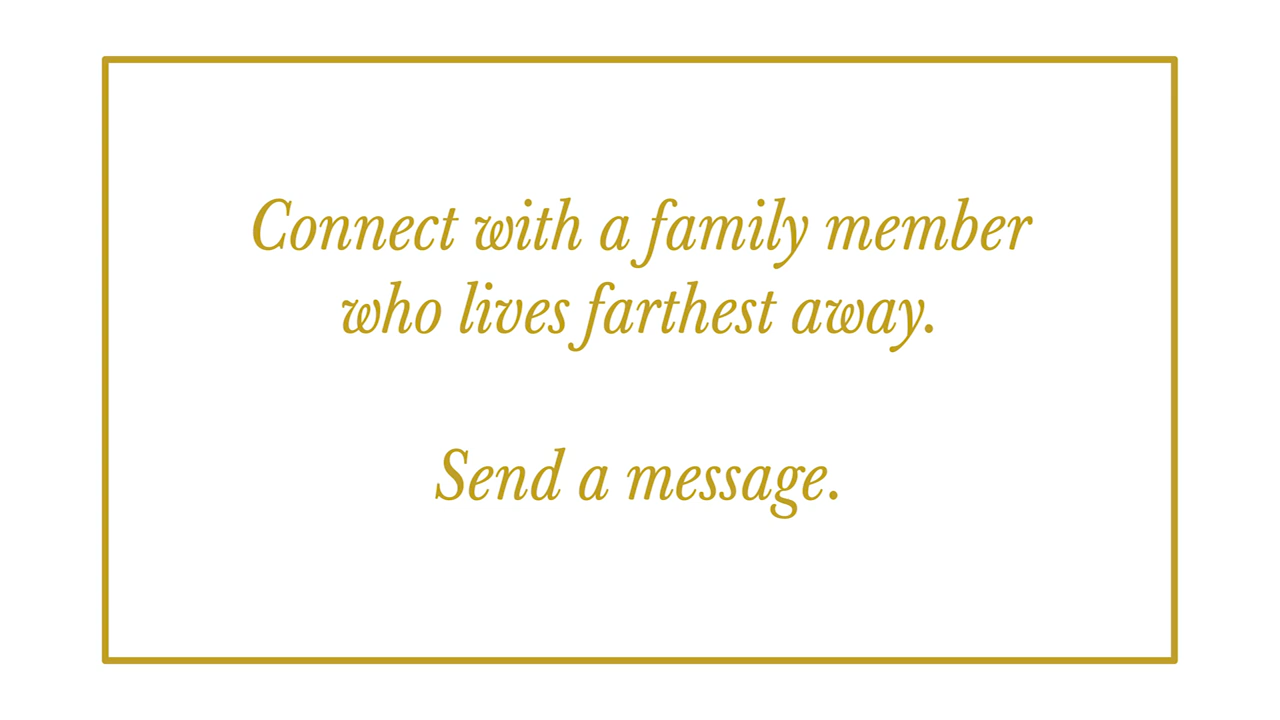 Connect with a family member
who lives farthest away.
Send a message.